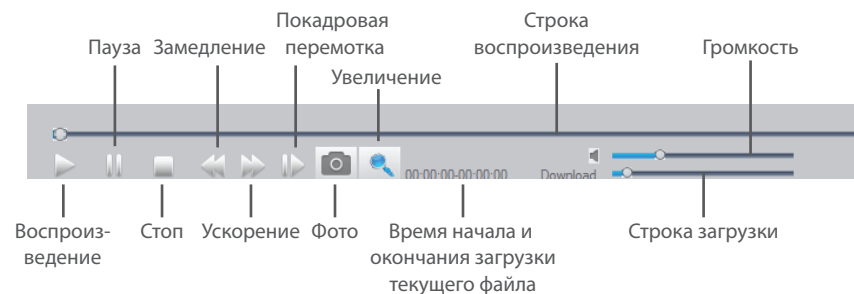 Покадровая
перемотка
Строка
воспроизведения
Пауза
Замедление
Громкость
Увеличение
00:00:00-00:00:00
Download
Воспроиз-
ведение
Стоп
Ускорение
Фото
Время начала и
окончания загрузки
текущего файла
Строка загрузки